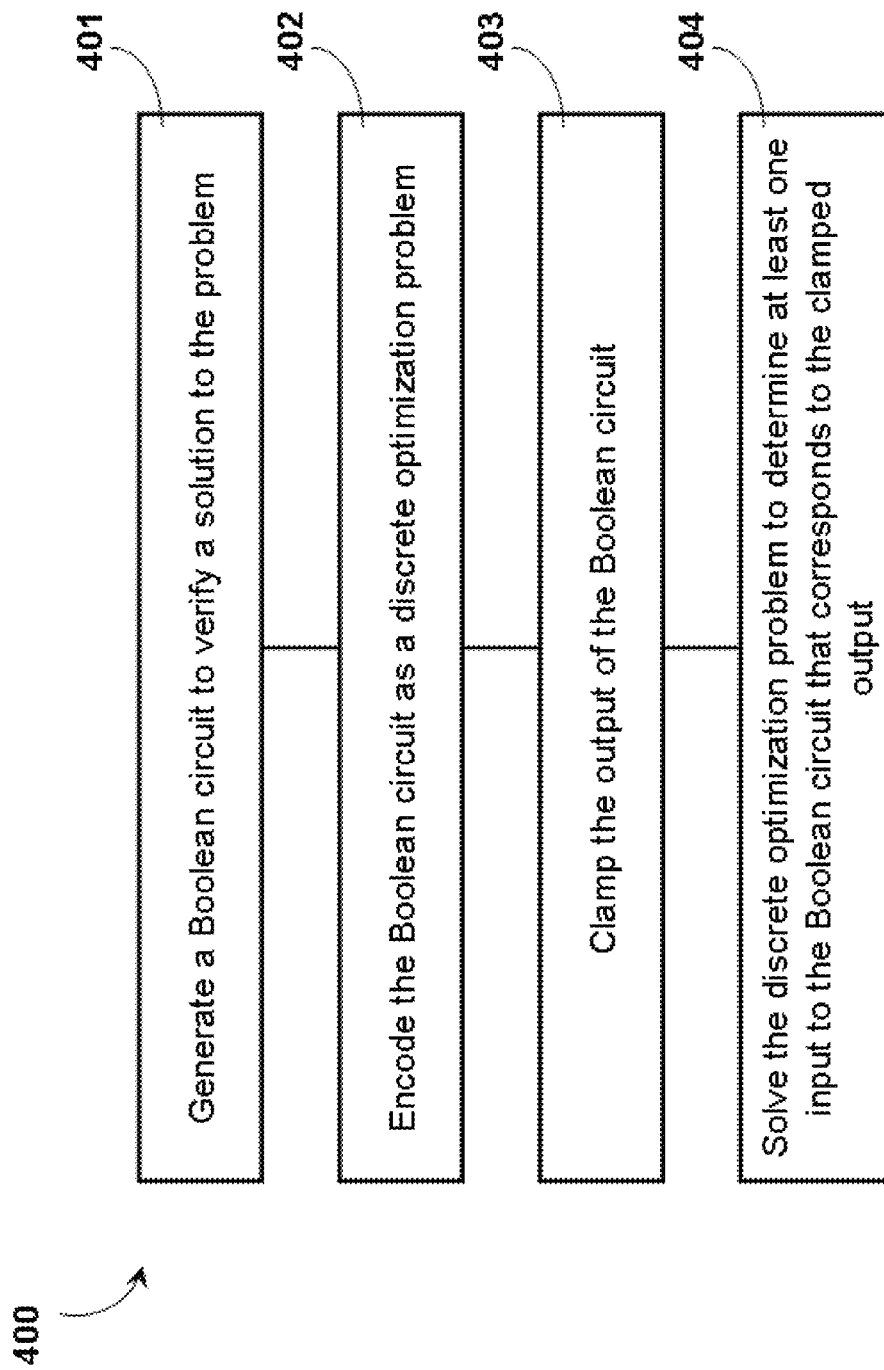 400
401
Generate a Boolean circuit to verify a solution to the problem
402
Encode the Boolean circuit as a discrete optimization problem
403
Clamp the output of the Boolean circuit
404
Solve the discrete optimization problem to determine at least one
input to the Boolean circuit that corresponds to the clamped
output